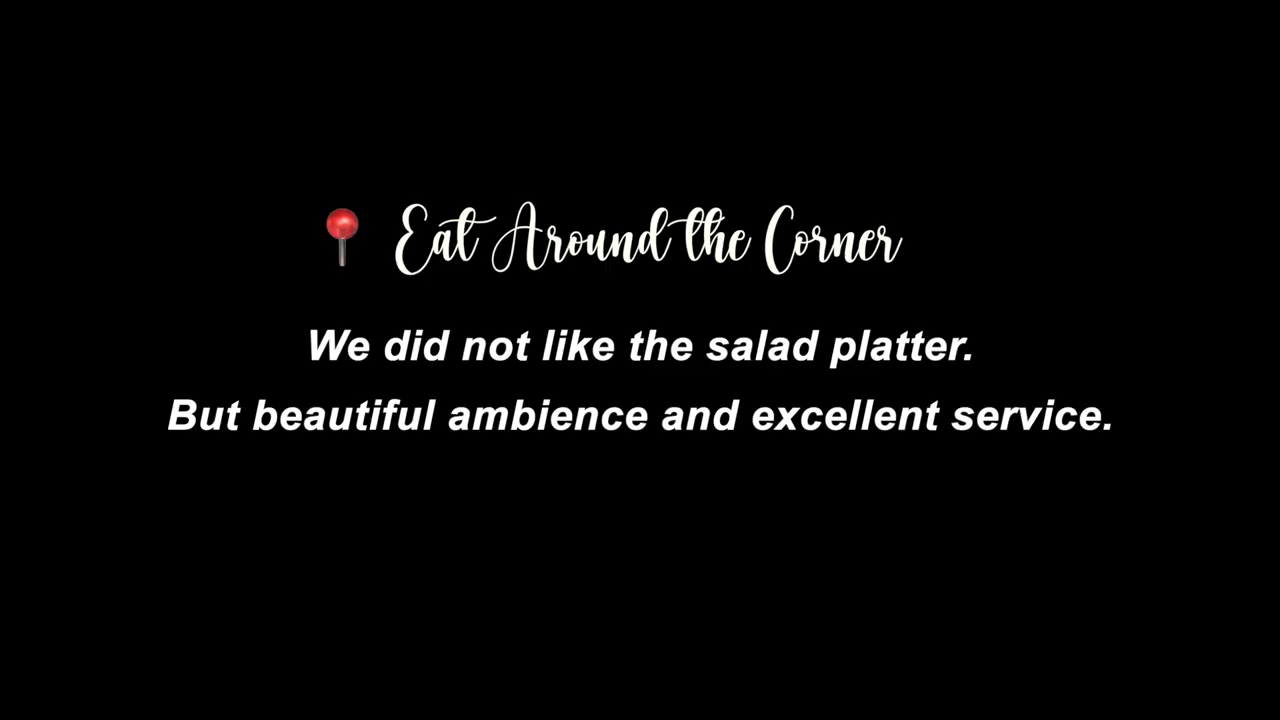 Eat Around the Corner
We did not like the salad platter.
But beautiful ambience and excellent service.